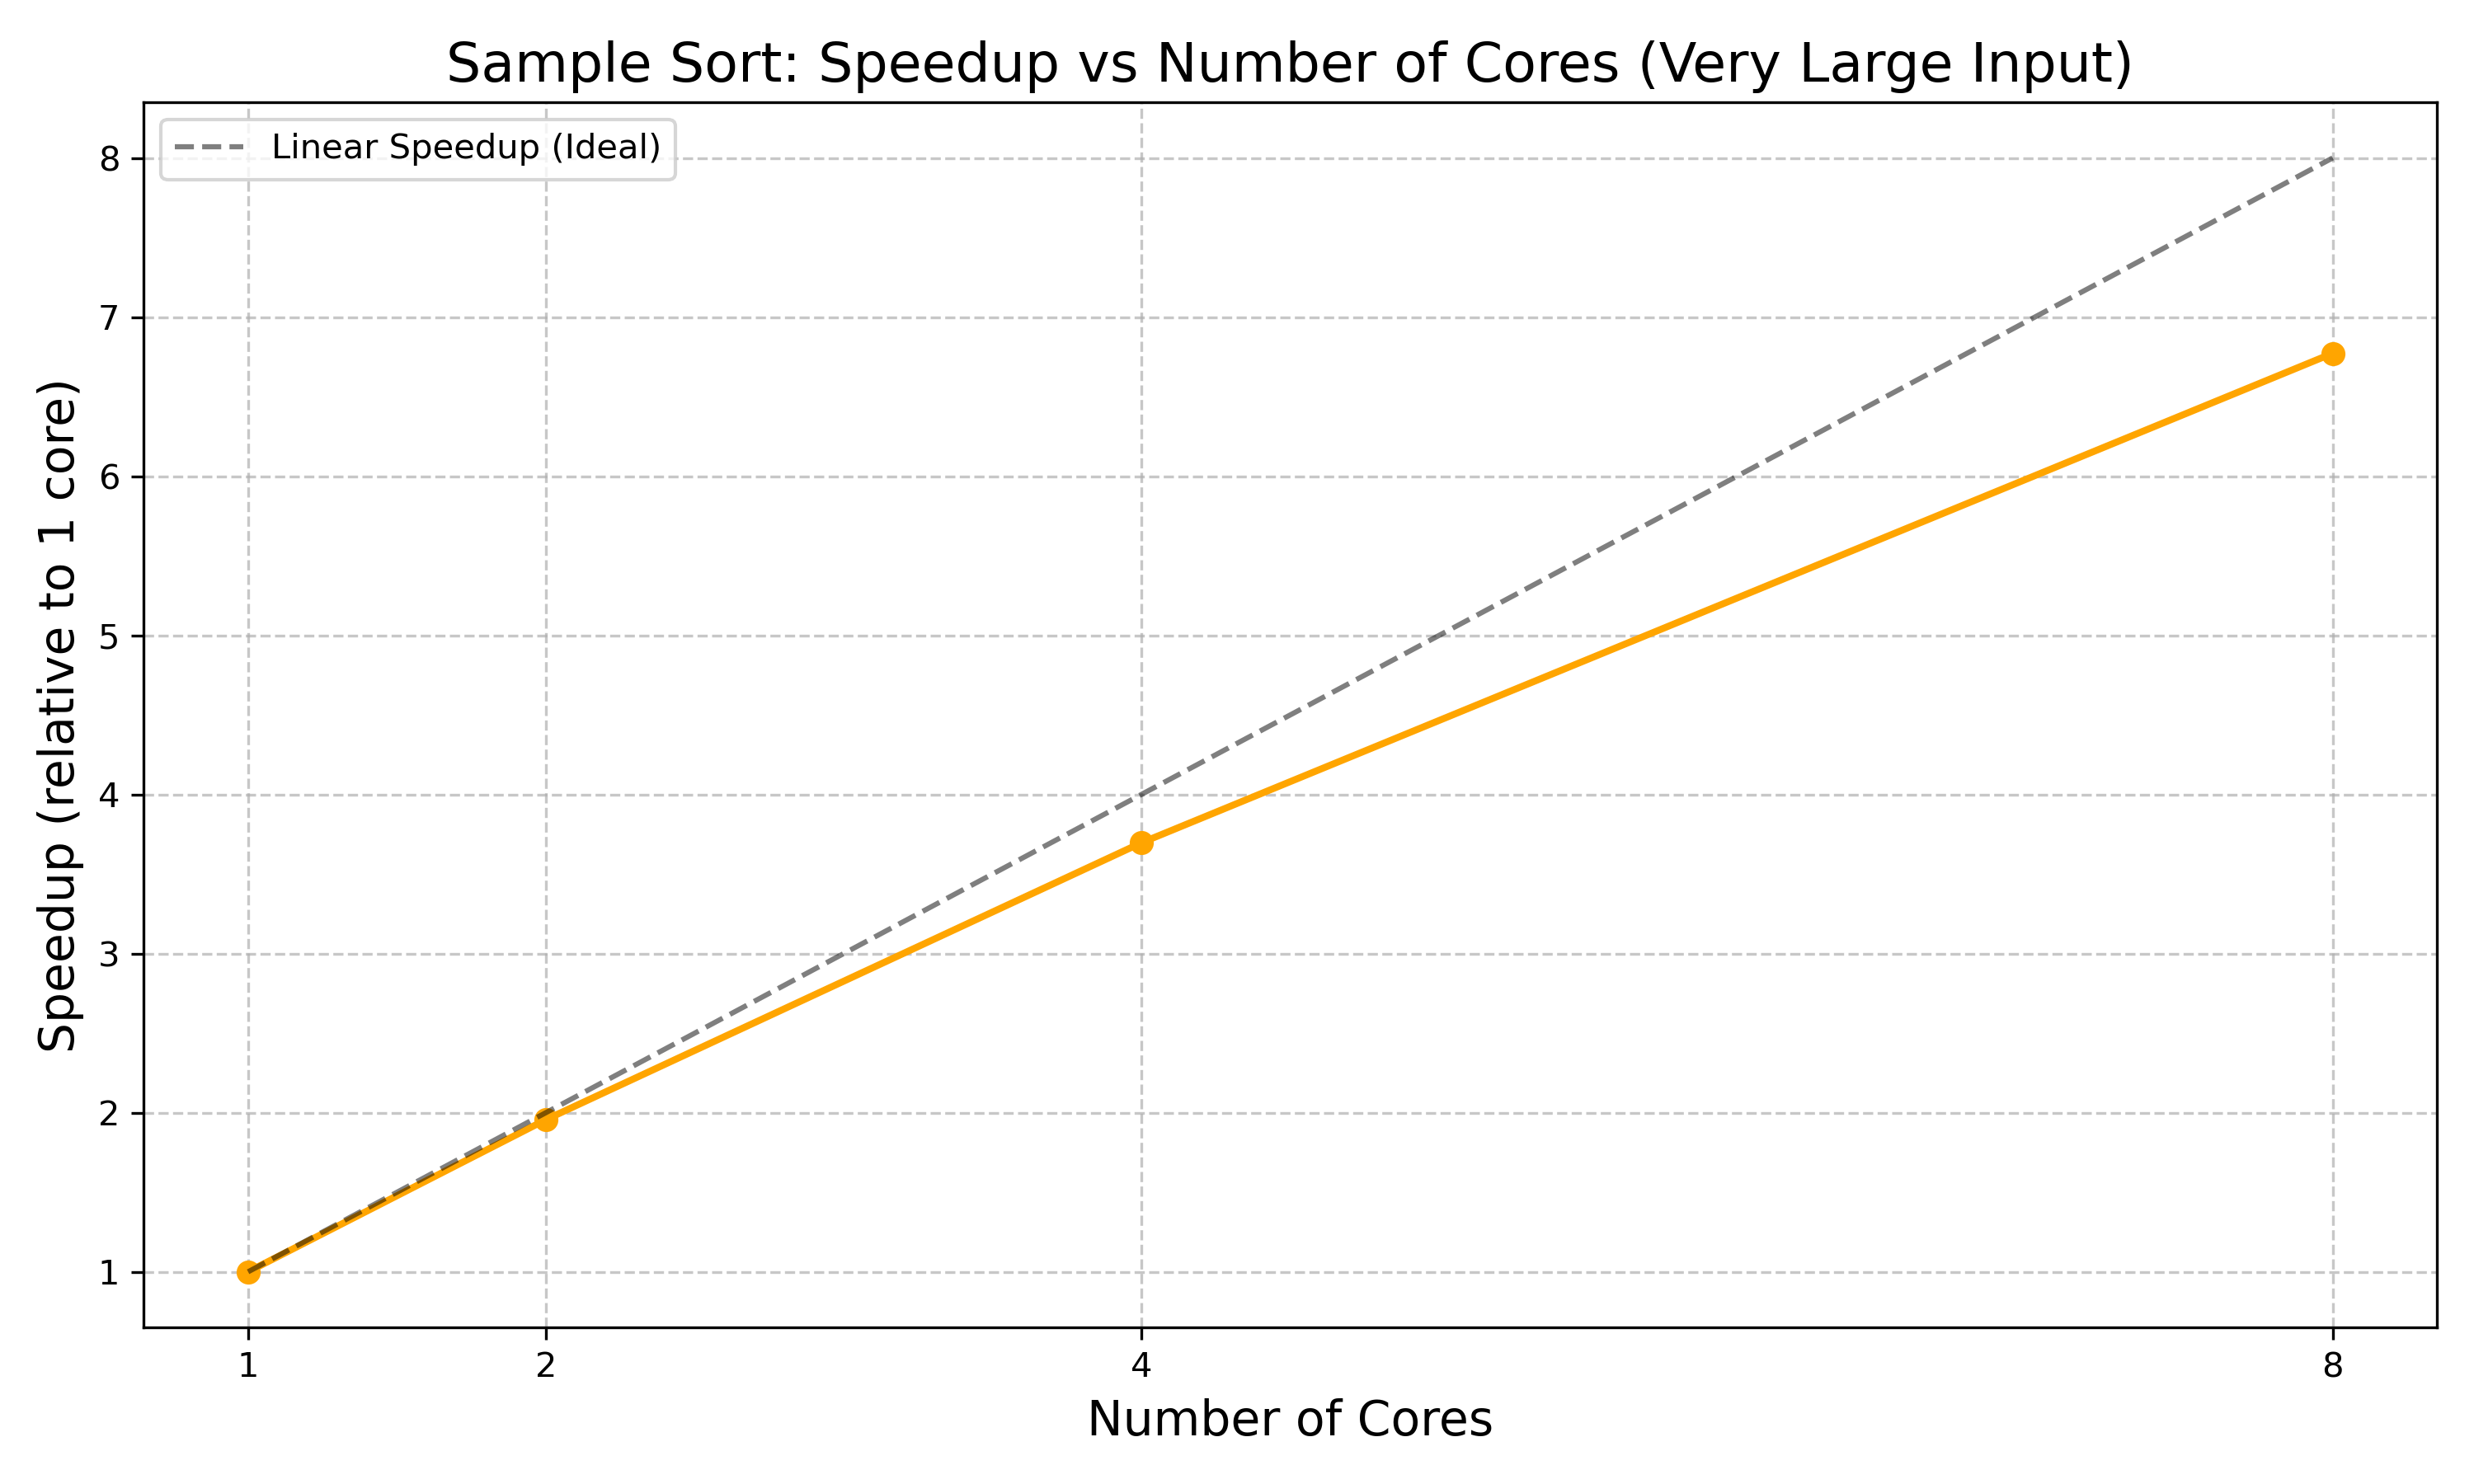 Sample Sort: Speedup vs Number of Cores (Very Large Input)
Linear Speedup (Ideal)
8
7
6
5
4
3
2
1
Speedup (relative to 1 core)
1 2 4 8
Number of Cores